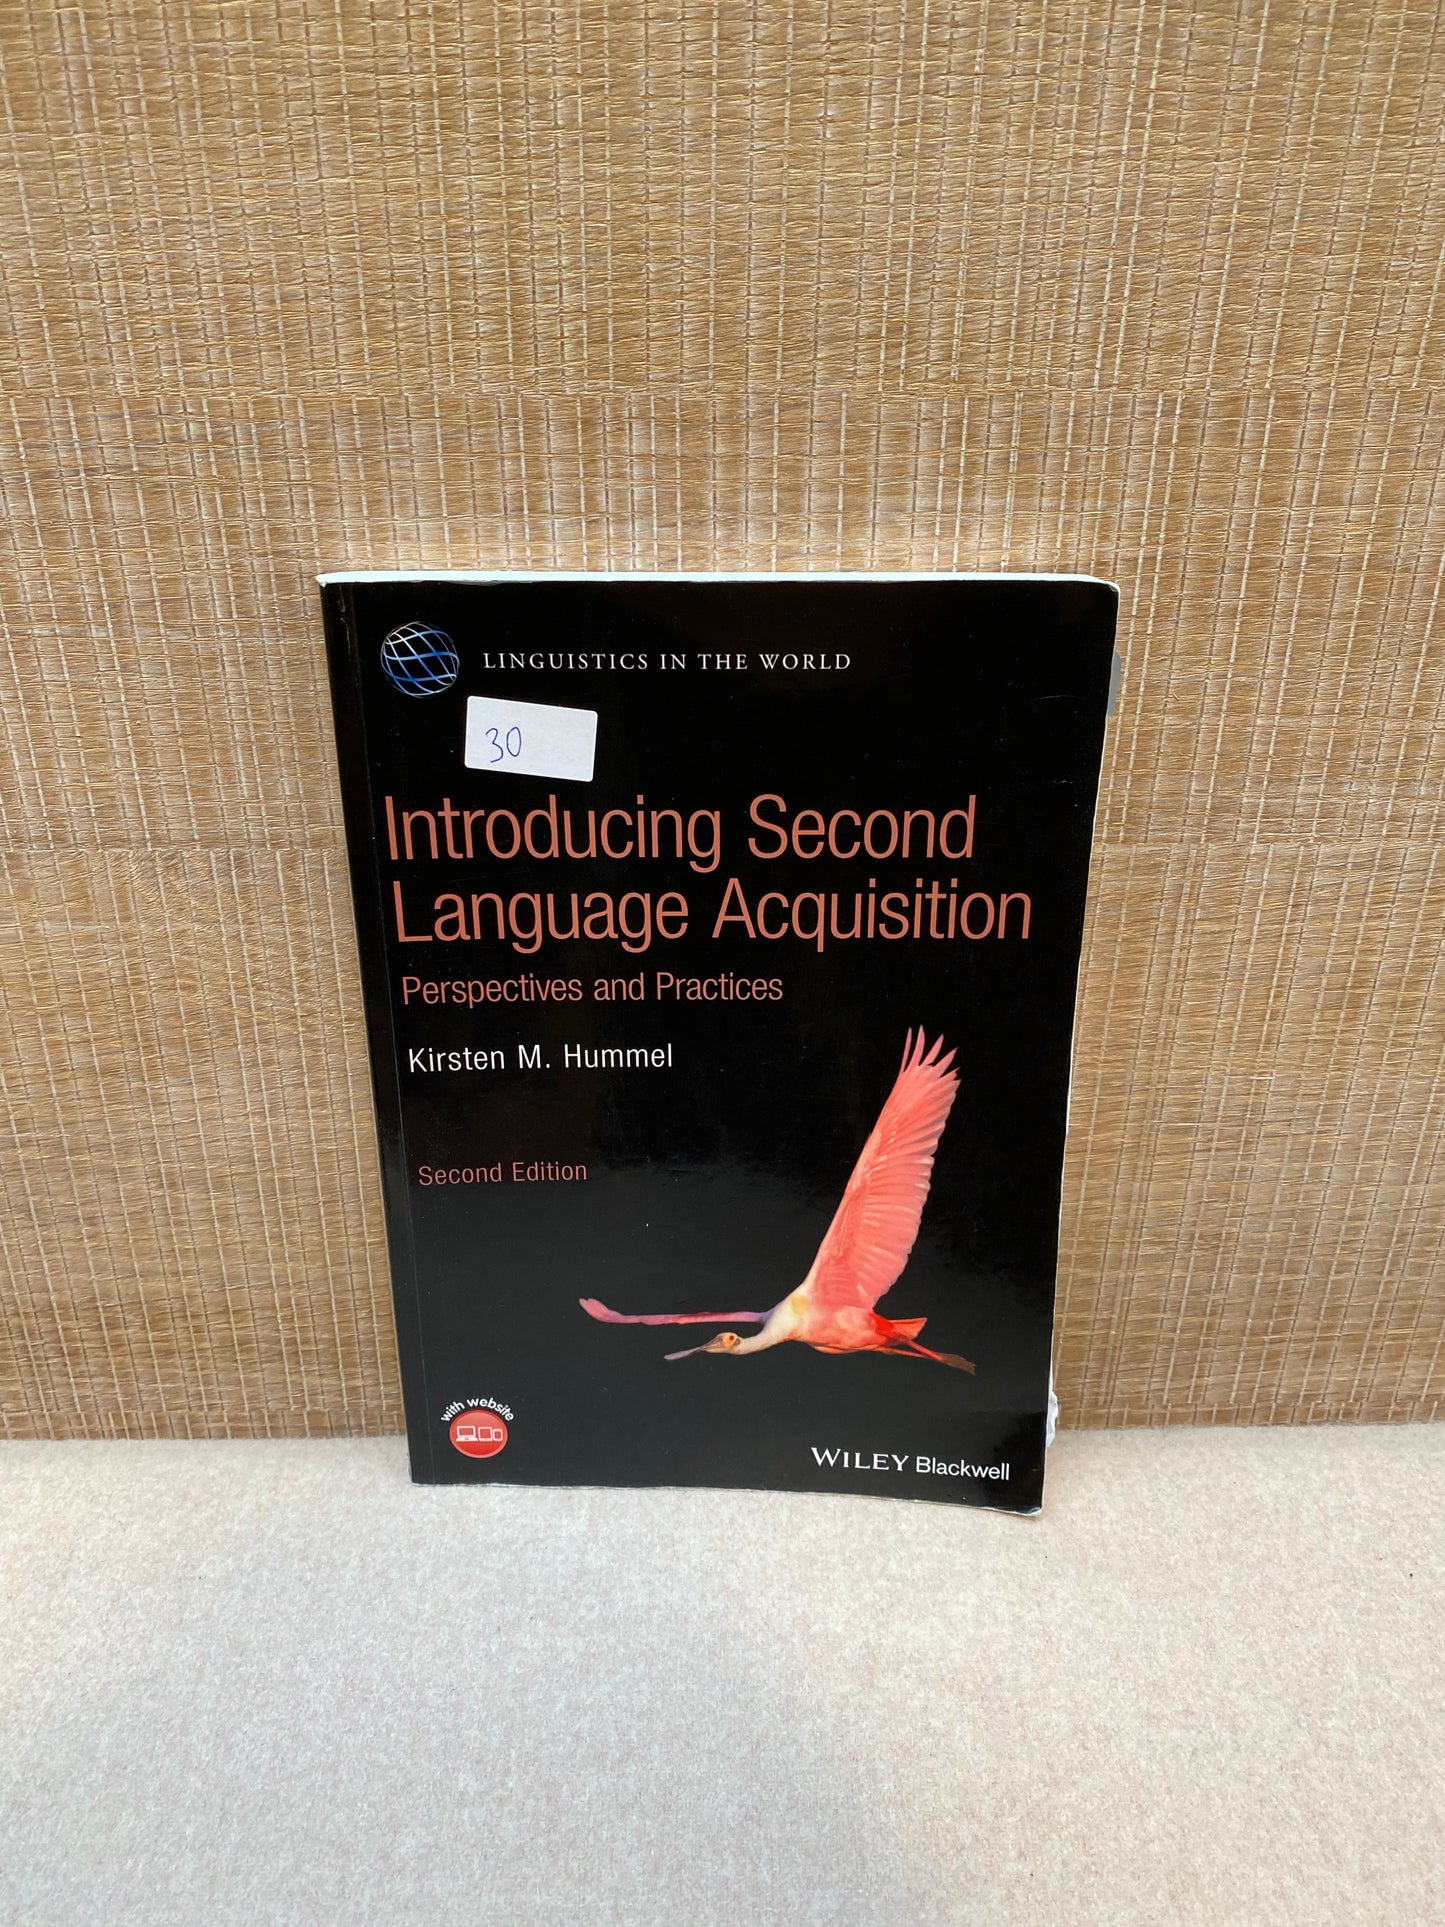 LINGUISTICS IN THE WORLD
30
Introducing Second
Language Acquisition
Perspectives and Practices
Kirsten M. Hummel
Second Edition
with website
WILEY Blackwell